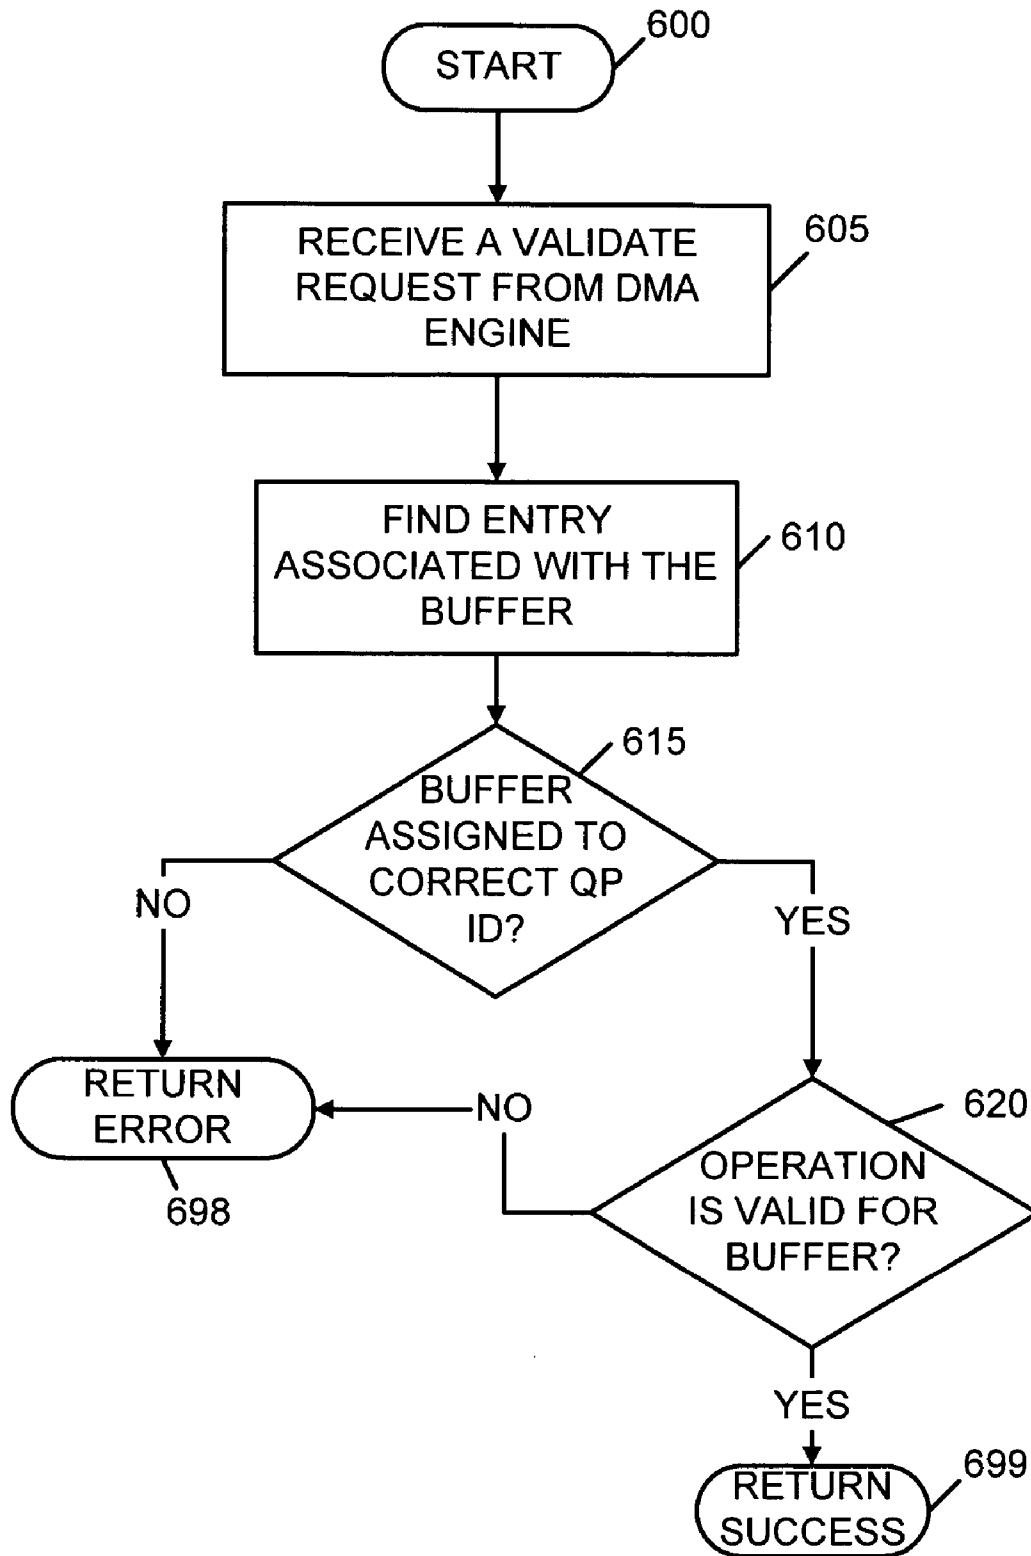 600
START
605
RECEIVE A VALIDATE
REQUEST FROM DMA
ENGINE
610
FIND ENTRY
ASSOCIATED WITH THE
BUFFER
615
BUFFER
ASSIGNED TO
CORRECT QP
ID?
NO
YES
RETURN
ERROR
698
NO
620
OPERATION
IS VALID FOR
BUFFER?
YES
699
RETURN
SUCCESS